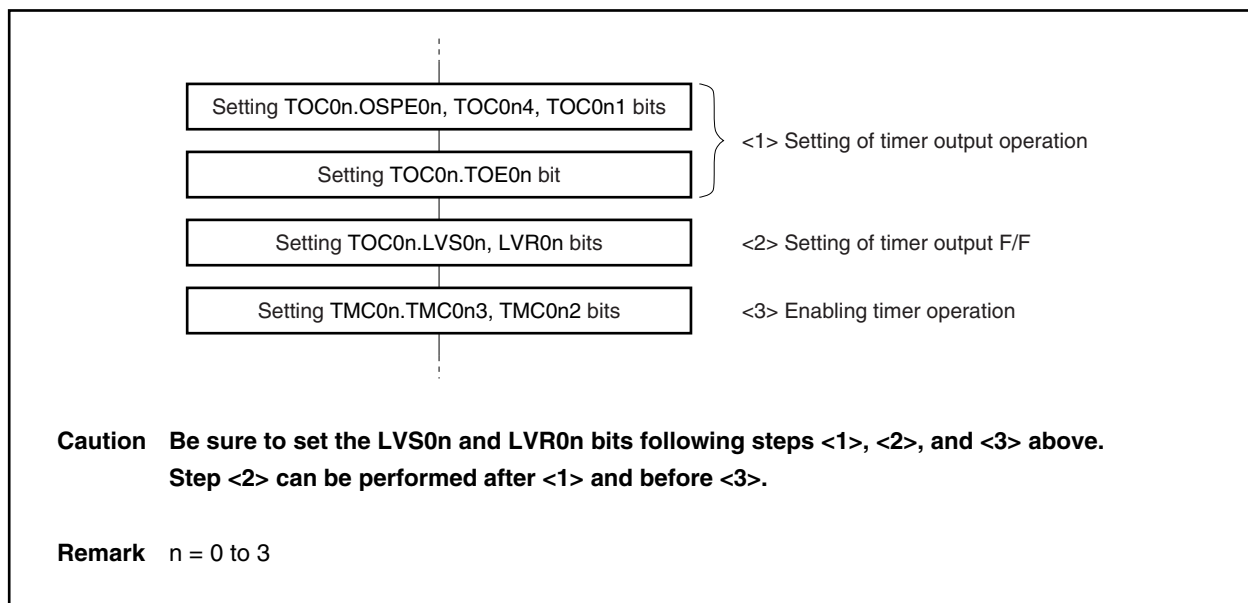 Setting TOC0n.OSPE0n, TOC0n4, TOC0n1 bits
<1> Setting of timer output operation
Setting TOC0n.TOE0n bit
Setting TOC0n.LVS0n, LVR0n bits
<2> Setting of timer output F/F
Setting TMC0n.TMC0n3, TMC0n2 bits
<3> Enabling timer operation
Caution Be sure to set the LVS0n and LVR0n bits following steps <1>, <2>, and <3> above.
Step <2> can be performed after <1> and before <3>.
Remark n = 0 to 3